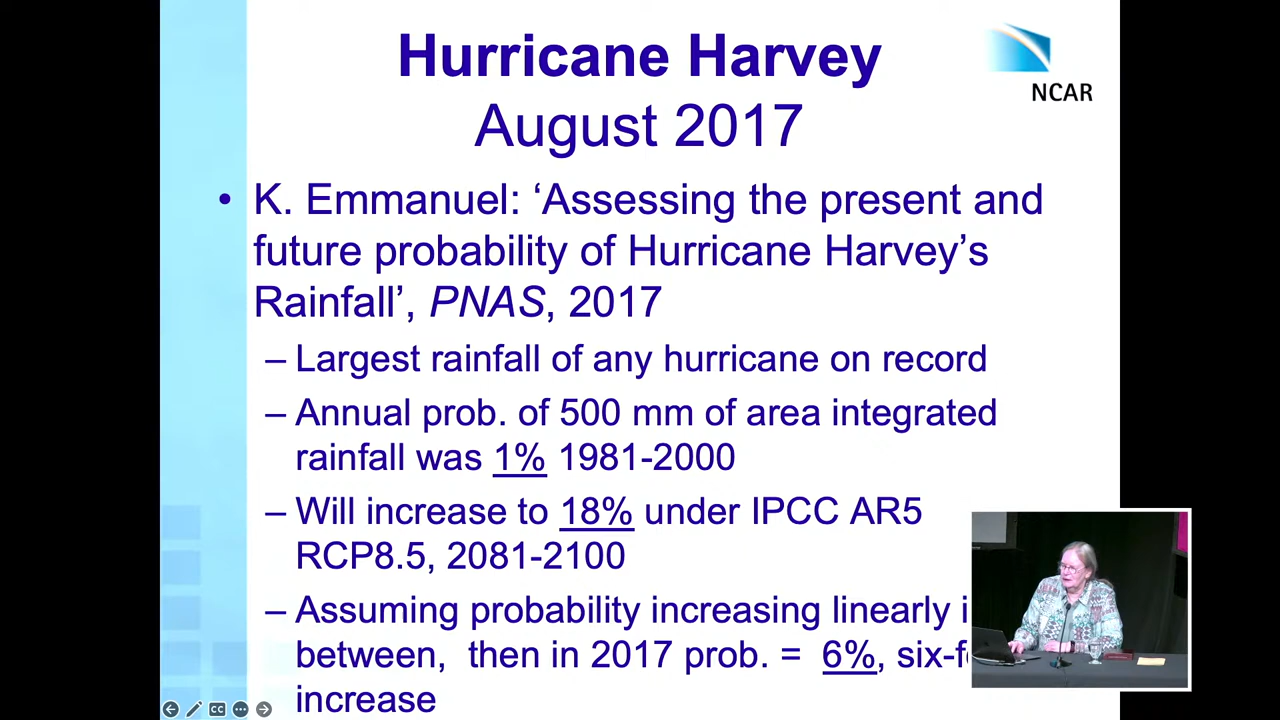 Hurricane Harvey
August 2017
NCAR
• K. Emmanuel: ‘Assessing the present and
future probability of Hurricane Harvey’s
Rainfall’, PNAS, 2017
– Largest rainfall of any hurricane on record
– Annual prob. of 500 mm of area integrated
rainfall was 1% 1981-2000
– Will increase to 18% under IPCC AR5
RCP8.5, 2081-2100
– Assuming probability increasing linearly
between, then in 2017 prob. = 6%,
increase
CC